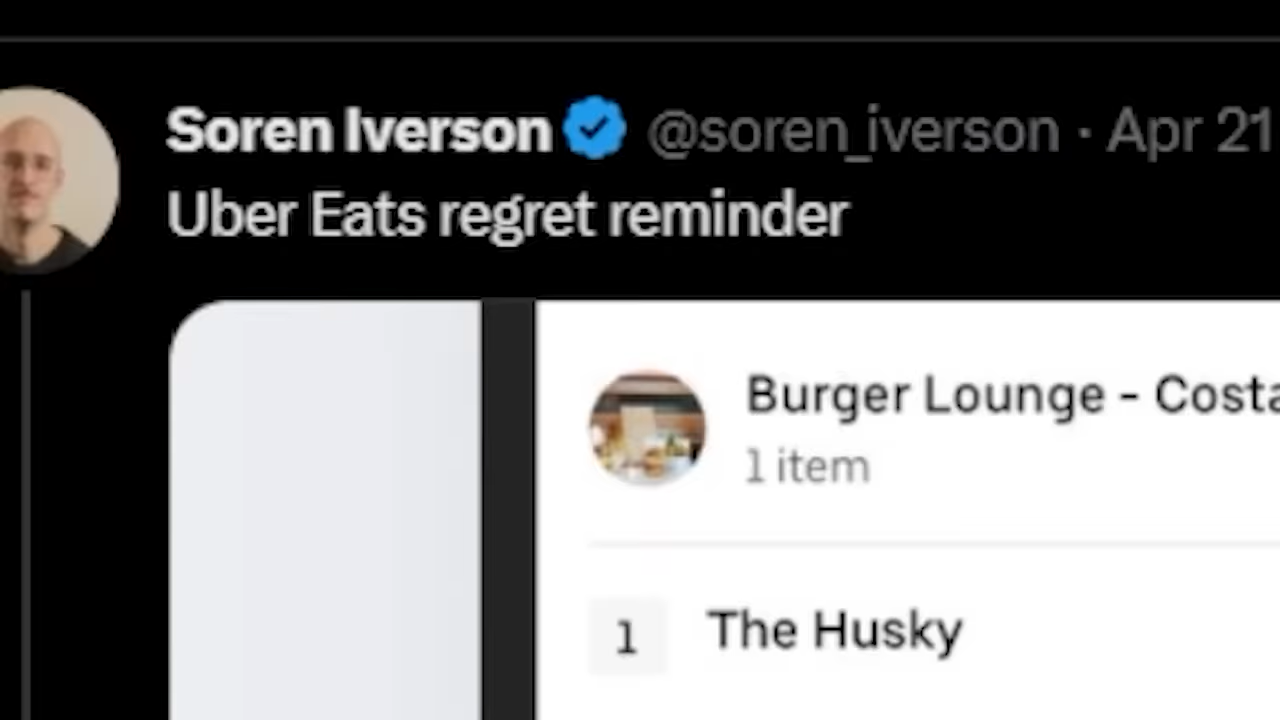 Soren Iverson @soren_iverson · Apr 21
Uber Eats regret reminder
Burger Lounge - Costa
1 item
1 The Husky